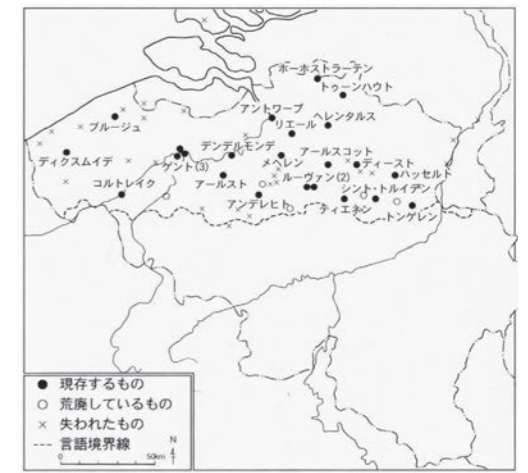 ホーホストラーテン
トゥーンハウト
アントワープ
ヘレンタルス
リエール
ブルージュ
デンデルモンデ
アールスコット
ディクスムイデ
ゲント(3)
メヘレン
ディースト
ルーヴァン(2)
ハッセルト
コルトレイク
アールスト
シント・トルイデン
アンデレヒト
ティエネン
トンゲレン
現存するもの
荒廃しているもの
失われたもの
言語境界線
0 50km
N
4